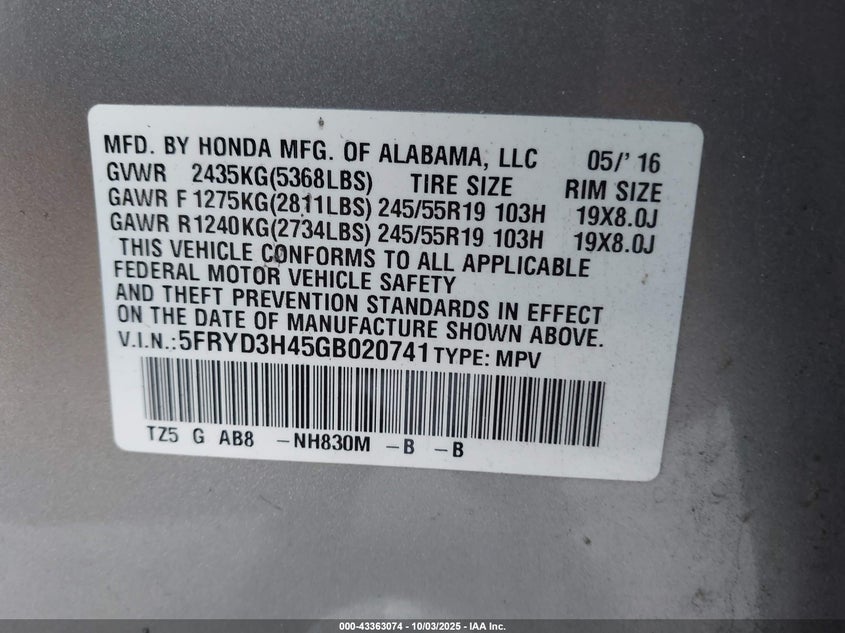 MFD. BY HONDA MFG. OF ALABAMA, LLC 05/' 16
GVWR 2435KG(5368LBS) TIRE SIZE RIM SIZE
GAWR F 1275KG(2811LBS) 245/55R19 103H 19X8.0J
GAWR R1240KG(2734LBS) 245/55R19 103H 19X8.0J
THIS VEHICLE CONFORMS TO ALL APPLICABLE
FEDERAL MOTOR VEHICLE SAFETY
AND THEFT PREVENTION STANDARDS IN EFFECT
ON THE DATE OF MANUFACTURE SHOWN ABOVE.
V.I.N.:5FRYD3H45GB020741 TYPE: MPV
TZ5 G AB8 -NH830M -B -B
000-43363074 | 10/03/2025 - IAA Inc.